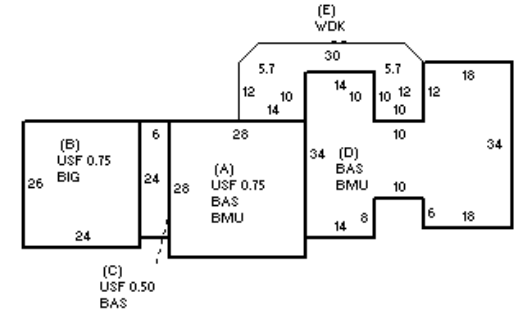 (E)
WDK
30
5.7 5.7
18
12 10 14 10 10 12 12
14 10
6 28 10
(B)
USF 0.75
BIG
34
34 (D)
BAS
BMU
(A)
USF 0.75
BAS
BMU
26 24 28
10
8 6 18
14
24
(C)
USF 0.50
BAS